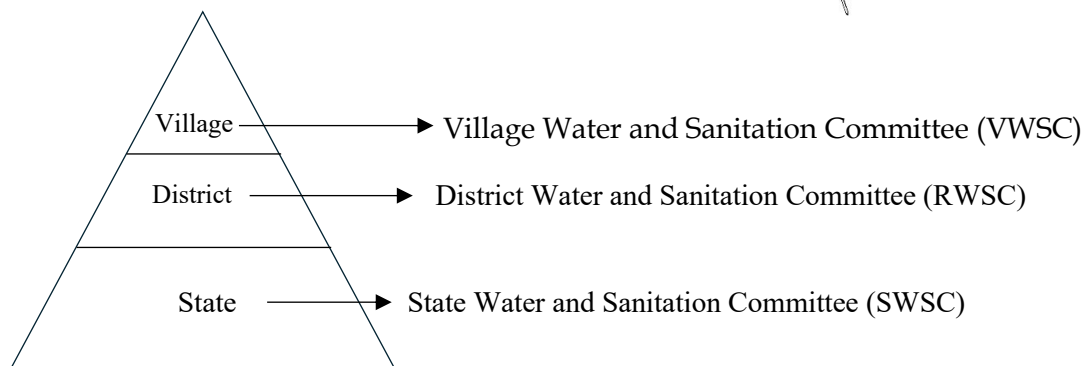 Village Village Water and Sanitation Committee (VWSC)
District District Water and Sanitation Committee (RWSC)
State State Water and Sanitation Committee (SWSC)